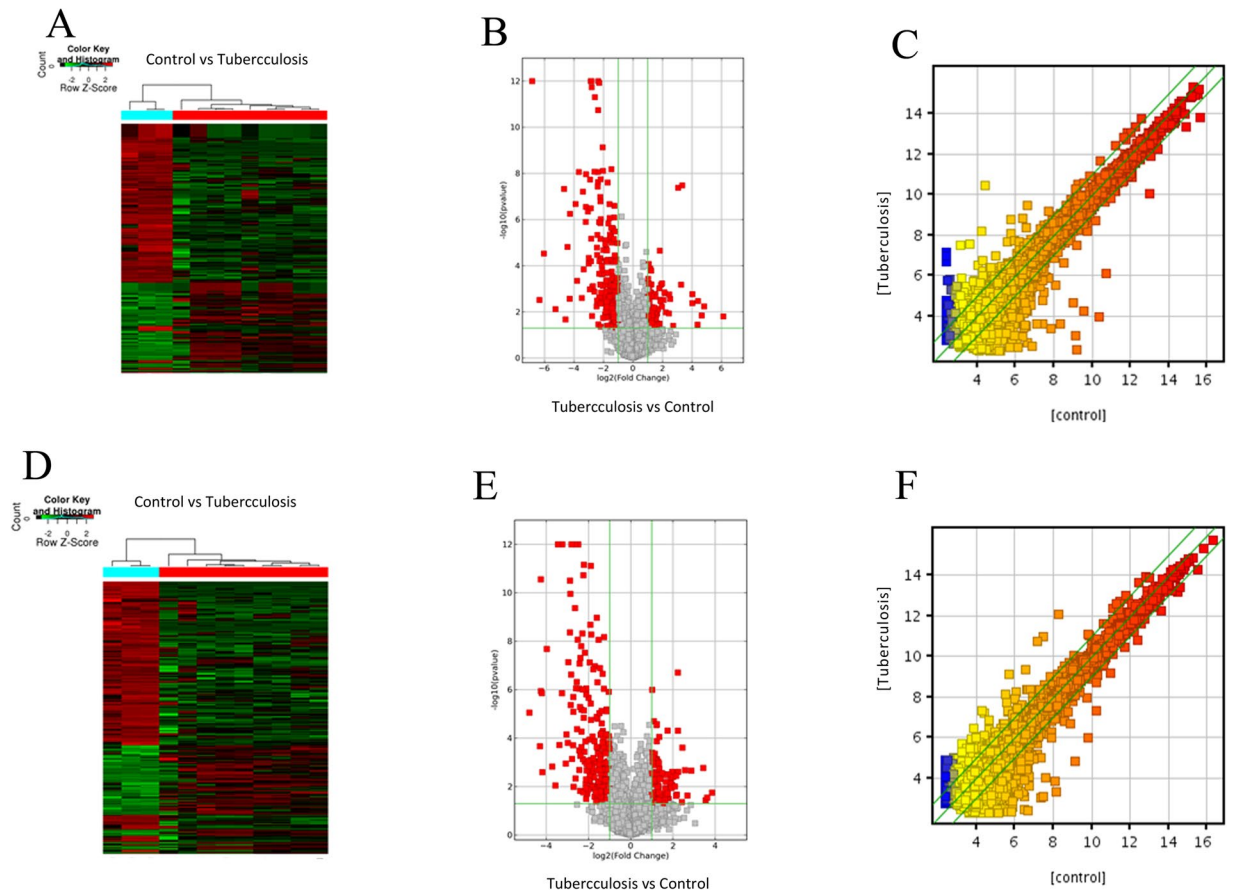 A
Color Key
and Histogram
Count
0
-2 0 2
Row Z-Score
Control vs Tubercculosis
B
12
10
8
6
4
2
0
-log10(pvalue)
−6 −4 −2 0 2 4 6
log2(Fold Change)
Tubercculosis vs Control
C
14
12
10
8
6
4
[Tuberculosis]
4 6 8 10 12 14 16
[control]
D
Color Key
and Histogram
Count
0
-2 0 2
Row Z-Score
Control vs Tubercculosis
E
12
10
8
6
4
2
0
-log10(pvalue)
−4 −2 0 2 4
log2(Fold Change)
Tubercculosis vs Control
F
14
12
10
8
6
4
[Tuberculosis]
4 6 8 10 12 14 16
[control]